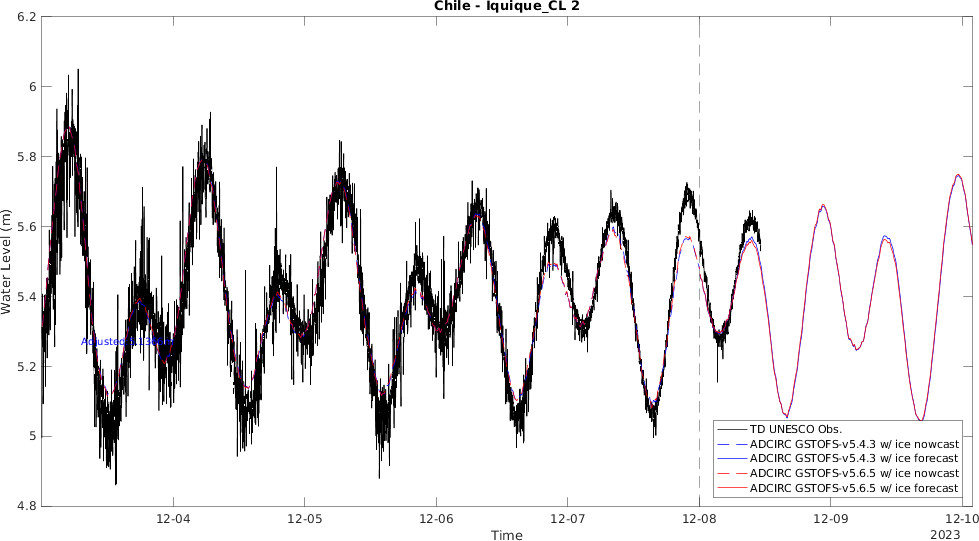 Chile - Iquique_CL 2
Water Level (m)
6.2
6
5.8
5.6
5.4
5.2
5
4.8
12-04
12-05
12-06
12-07
12-08
12-09
12-10
Time
2023
TD UNESCO Obs.
ADCIRC GSTOFS-v5.4.3 w/ ice nowcast
ADCIRC GSTOFS-v5.4.3 w/ ice forecast
ADCIRC GSTOFS-v5.6.5 w/ ice nowcast
ADCIRC GSTOFS-v5.6.5 w/ ice forecast